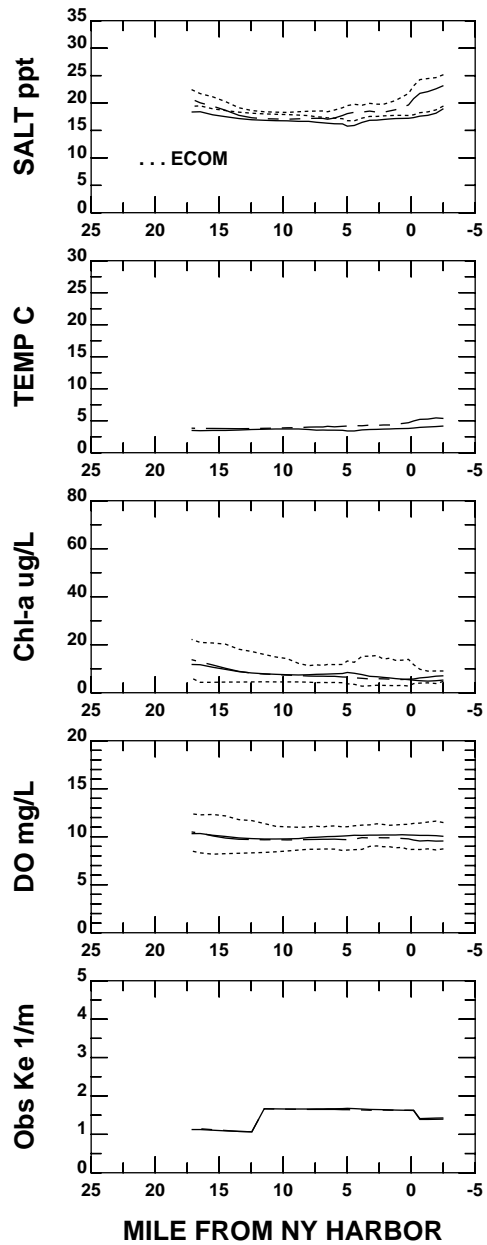 SALT ppt
35
30
25
20
15
10
5
0
. . . ECOM
25 20 15 10 5 0 -5
TEMP C
30
25
20
15
10
5
0
25 20 15 10 5 0 -5
Chl-a ug/L
80
60
40
20
0
25 20 15 10 5 0 -5
DO mg/L
20
15
10
5
0
25 20 15 10 5 0 -5
Obs Ke 1/m
5
4
3
2
1
0
25 20 15 10 5 0 -5
MILE FROM NY HARBOR